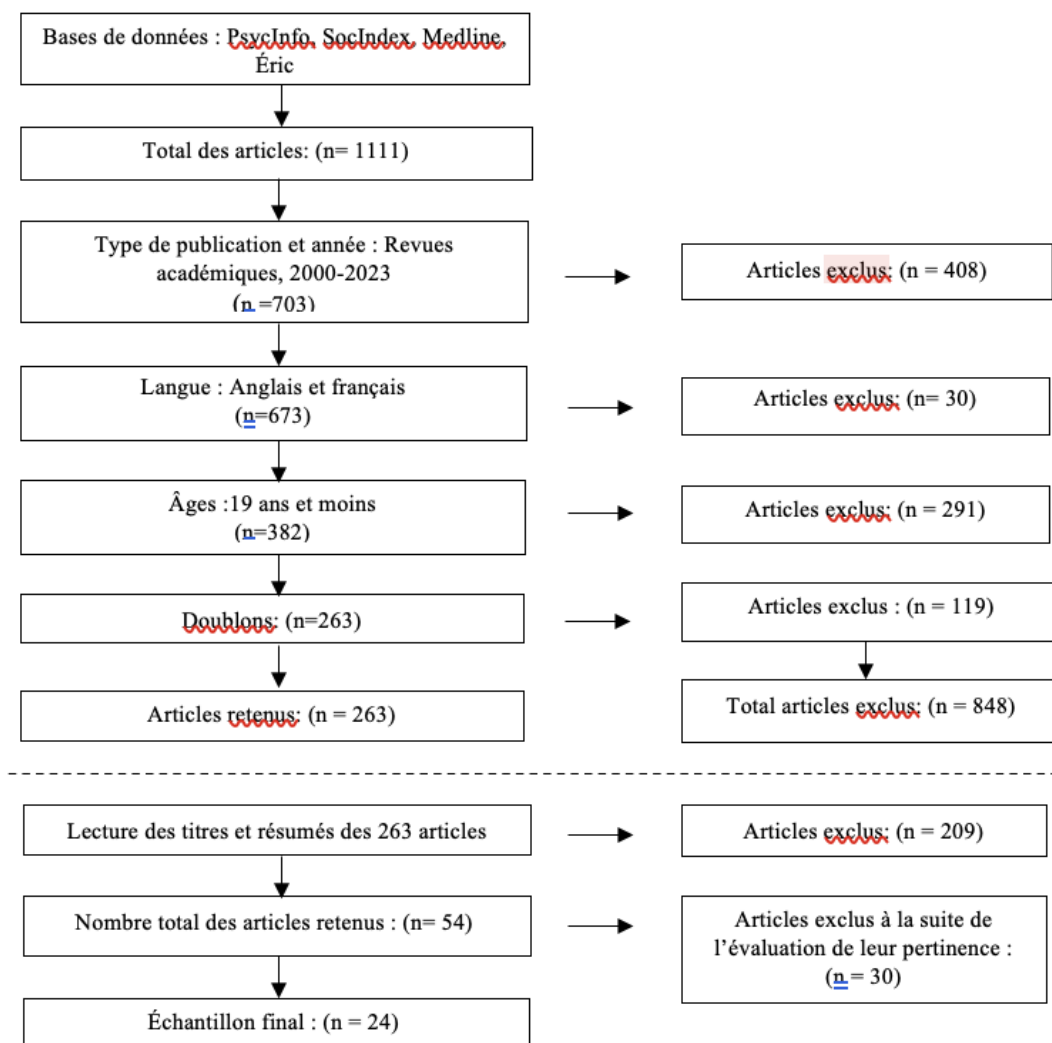 Bases de données : PsycInfo, SocIndex, Medline,
Éric
Total des articles: (n= 1111)
Type de publication et année : Revues
académiques, 2000-2023
(n =703)
Articles exclus: (n = 408)
Langue : Anglais et français
(n=673)
Articles exclus: (n= 30)
Âges :19 ans et moins
(n=382)
Articles exclus: (n = 291)
Doublons: (n=263)
Articles exclus : (n = 119)
Articles retenus: (n = 263)
Total articles exclus: (n = 848)
Lecture des titres et résumés des 263 articles
Articles exclus: (n = 209)
Nombre total des articles retenus : (n= 54)
Articles exclus à la suite de
l’évaluation de leur pertinence :
(n = 30)
Échantillon final : (n = 24)